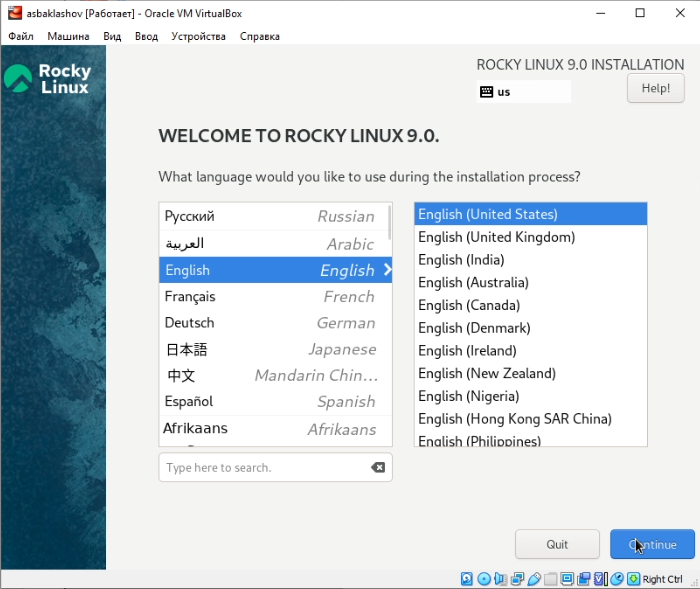 asbaklashov [Работает] - Oracle VM VirtualBox
Файл Машина Вид Ввод Устройства Справка
Rocky
Linux
ROCKY LINUX 9.0 INSTALLATION
us
Help!
WELCOME TO ROCKY LINUX 9.0.
What language would you like to use during the installation process?
Русский Russian
العربية Arabic
English English
Français French
Deutsch German
日本語 Japanese
中文 Mandarin Chin...
Español Spanish
Afrikaans Afrikaans
Type here to search.
English (United States)
English (United Kingdom)
English (India)
English (Australia)
English (Canada)
English (Denmark)
English (Ireland)
English (New Zealand)
English (Nigeria)
English (Hong Kong SAR China)
English (Philippines)
Quit
Continue
Right Ctrl